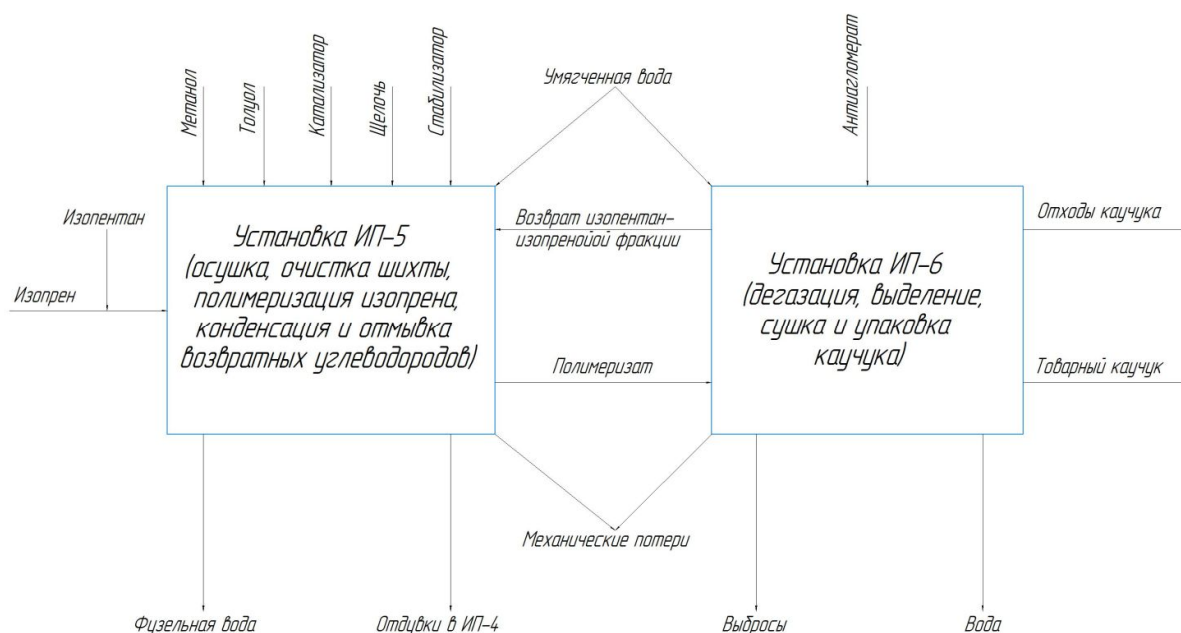 Метанол
Толуол
Катализатор
Щелочь
Стабилизатор
Умягченная вода
Антиагломерат
Изопентан
Изопрен
Установка ИП-5
(осушка, очистка шихты,
полимеризация изопрена,
конденсация и отмывка
возвратных углеводородов)
Возврат изопентан-
изопренойой фракции
Полимеризат
Установка ИП-6
(дегазация, выделение,
сушка и упаковка
каучука)
Отходы каучука
Товарный каучук
Механические потери
Физельная вода
Отдувки в ИП-4
Выбросы
Вода